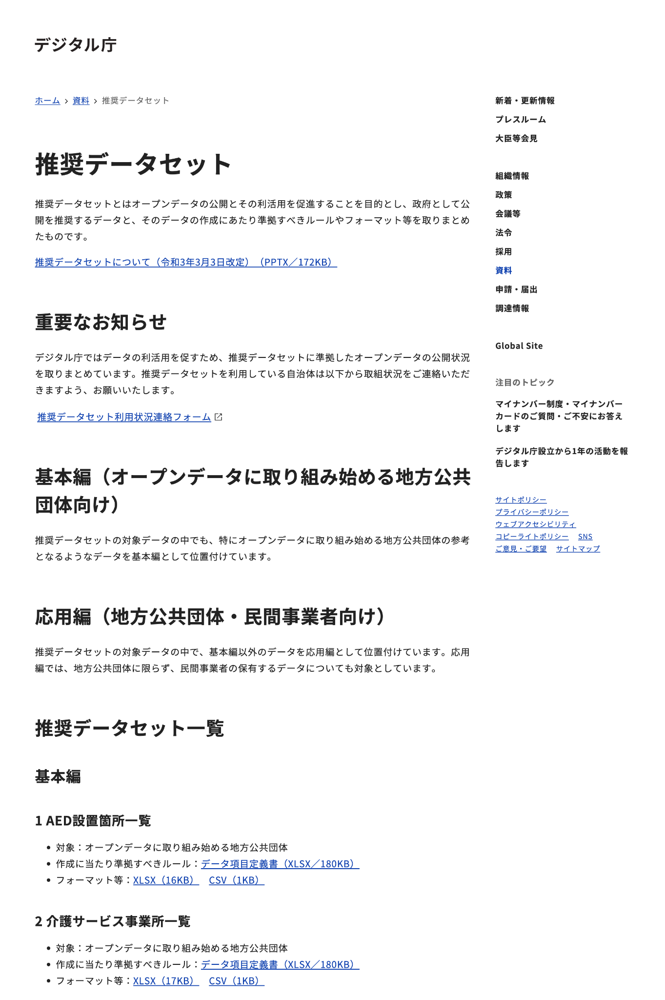 デジタル庁
ホーム › 資料 › 推奨データセット
推奨データセット
推奨データセットとはオープンデータの公開とその利活用を促進することを目的とし、政府として公
開を推奨するデータと、そのデータの作成にあたり準拠すべきルールやフォーマット等を取りまとめ
たものです。
推奨データセットについて（令和3年3月3日改定）（PPTX／172KB）
重要なお知らせ
デジタル庁ではデータの利活用を促すため、推奨データセットに準拠したオープンデータの公開状況
を取りまとめています。推奨データセットを利用している自治体は以下から取組状況をご連絡いただ
きますよう、お願いいたします。
推奨データセット利用状況連絡フォーム
基本編（オープンデータに取り組み始める地方公共
団体向け）
推奨データセットの対象データの中でも、特にオープンデータに取り組み始める地方公共団体の参考
となるようなデータを基本編として位置付けています。
応用編（地方公共団体・民間事業者向け）
推奨データセットの対象データの中で、基本編以外のデータを応用編として位置付けています。応用
編では、地方公共団体に限らず、民間事業者の保有するデータについても対象としています。
推奨データセット一覧
基本編
1 AED設置箇所一覧
• 対象：オープンデータに取り組み始める地方公共団体
• 作成に当たり準拠すべきルール：データ項目定義書（XLSX／180KB）
• フォーマット等：XLSX（16KB） CSV（1KB）
2 介護サービス事業所一覧
• 対象：オープンデータに取り組み始める地方公共団体
• 作成に当たり準拠すべきルール：データ項目定義書（XLSX／180KB）
• フォーマット等：XLSX（17KB） CSV（1KB）
新着・更新情報
プレスルーム
大臣等会見
組織情報
政策
会議等
法令
採用
資料
申請・届出
調達情報
Global Site
注目のトピック
マイナンバー制度・マイナンバー
カードのご質問・ご不安にお答え
します
デジタル庁設立から1年の活動を報
告します
サイトポリシー
プライバシーポリシー
ウェブアクセシビリティ
コピーライトポリシー SNS
ご意見・ご要望 サイトマップ